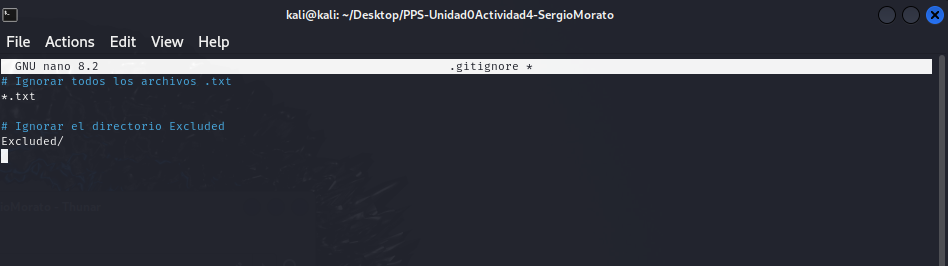 kali@kali: ~/Desktop/PPS-Unidad0Actividad4-SergioMorato
File Actions Edit View Help
GNU nano 8.2 .gitignore *
# Ignorar todos los archivos .txt
*.txt
# Ignorar el directorio Excluded
Excluded/